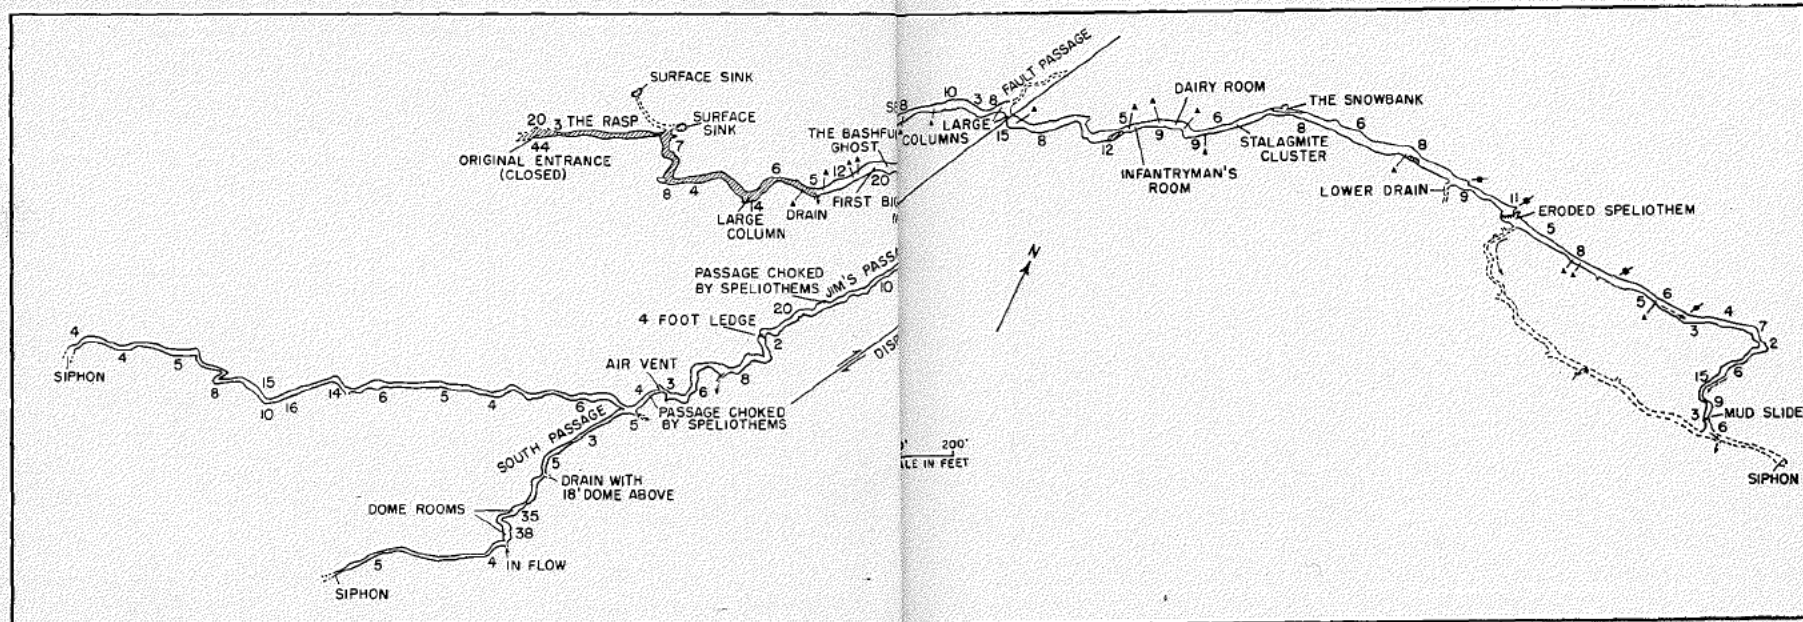 SURFACE SINK
20
3
THE RASP
SURFACE
SINK
44
ORIGINAL ENTRANCE
(CLOSED)
7
8
4
LARGE
COLUMN
14
6
DRAIN
5
12
THE BASHFU
GHOST
20
FIRST BIG
8
10
3
8
FAULT PASSAGE
LARGE
COLUMNS
15
8
12
5
9
DAIRY ROOM
9
6
INFANTRYMAN'S
ROOM
STALAGMITE
CLUSTER
THE SNOWBANK
8
6
8
LOWER DRAIN
9
11
ERODED SPELIOTHEM
5
8
6
5
3
4
7
2
6
15
9
3
MUD SLIDE
6
SIPHON
N
PASSAGE CHOKED
BY SPELIOTHEMS
JIM'S PASSA
10
20
4 FOOT LEDGE
2
8
AIR VENT
3
6
4
PASSAGE CHOKED
BY SPELIOTHEMS
5
DISP
200'
ALE IN FEET
4
SIPHON
4
5
8
15
10
16
14
6
5
4
6
SOUTH PASSAGE
3
5
DRAIN WITH
18' DOME ABOVE
DOME ROOMS
35
38
4
IN FLOW
5
SIPHON